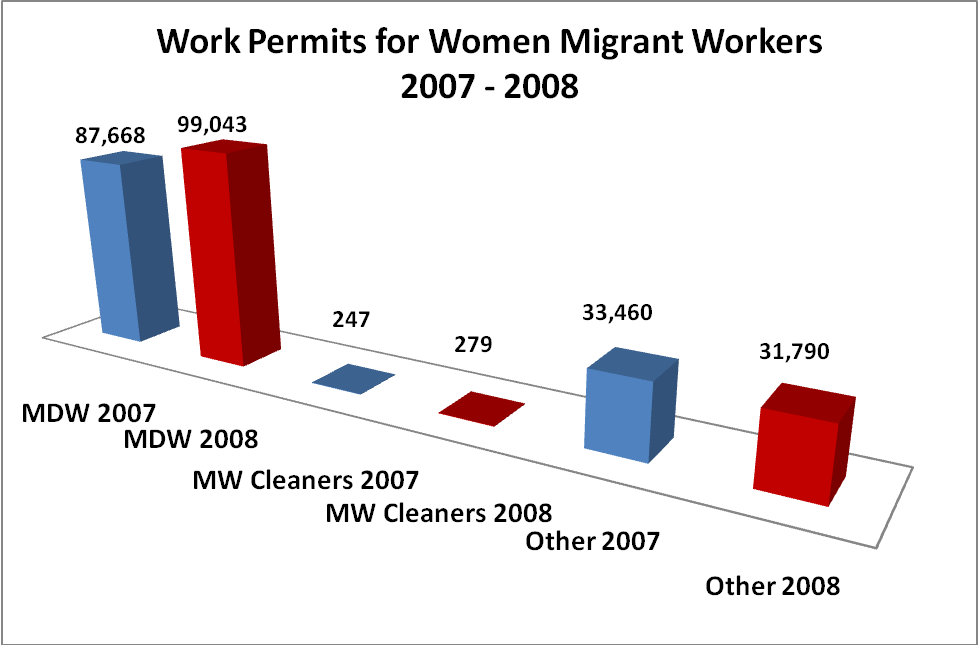 Work Permits for Women Migrant Workers
2007 - 2008
87,668
99,043
247
279
33,460
31,790
MDW 2007
MDW 2008
MW Cleaners 2007
MW Cleaners 2008
Other 2007
Other 2008